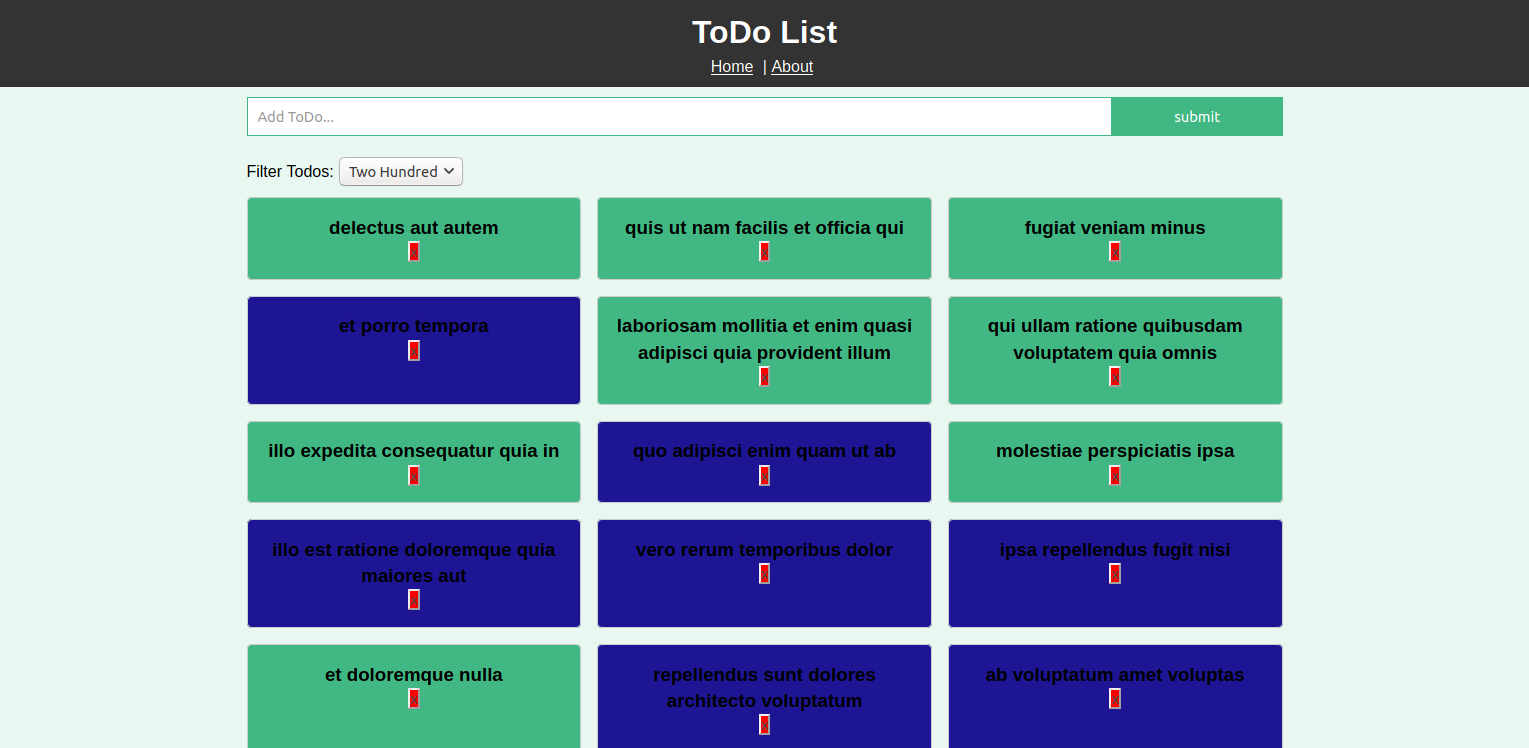 ToDo List
Home | About
Add ToDo...
submit
Filter Todos: Two Hundred
delectus aut autem
x
quis ut nam facilis et officia qui
x
fugiat veniam minus
x
et porro tempora
x
laboriosam mollitia et enim quasi
adipisci quia provident illum
x
qui ullam ratione quibusdam
voluptatem quia omnis
x
illo expedita consequatur quia in
x
quo adipisci enim quam ut ab
x
molestiae perspiciatis ipsa
x
illo est ratione doloremque quia
maiores aut
x
vero rerum temporibus dolor
x
ipsa repellendus fugit nisi
x
et doloremque nulla
x
repellendus sunt dolores
architecto voluptatum
x
ab voluptatum amet voluptas
x